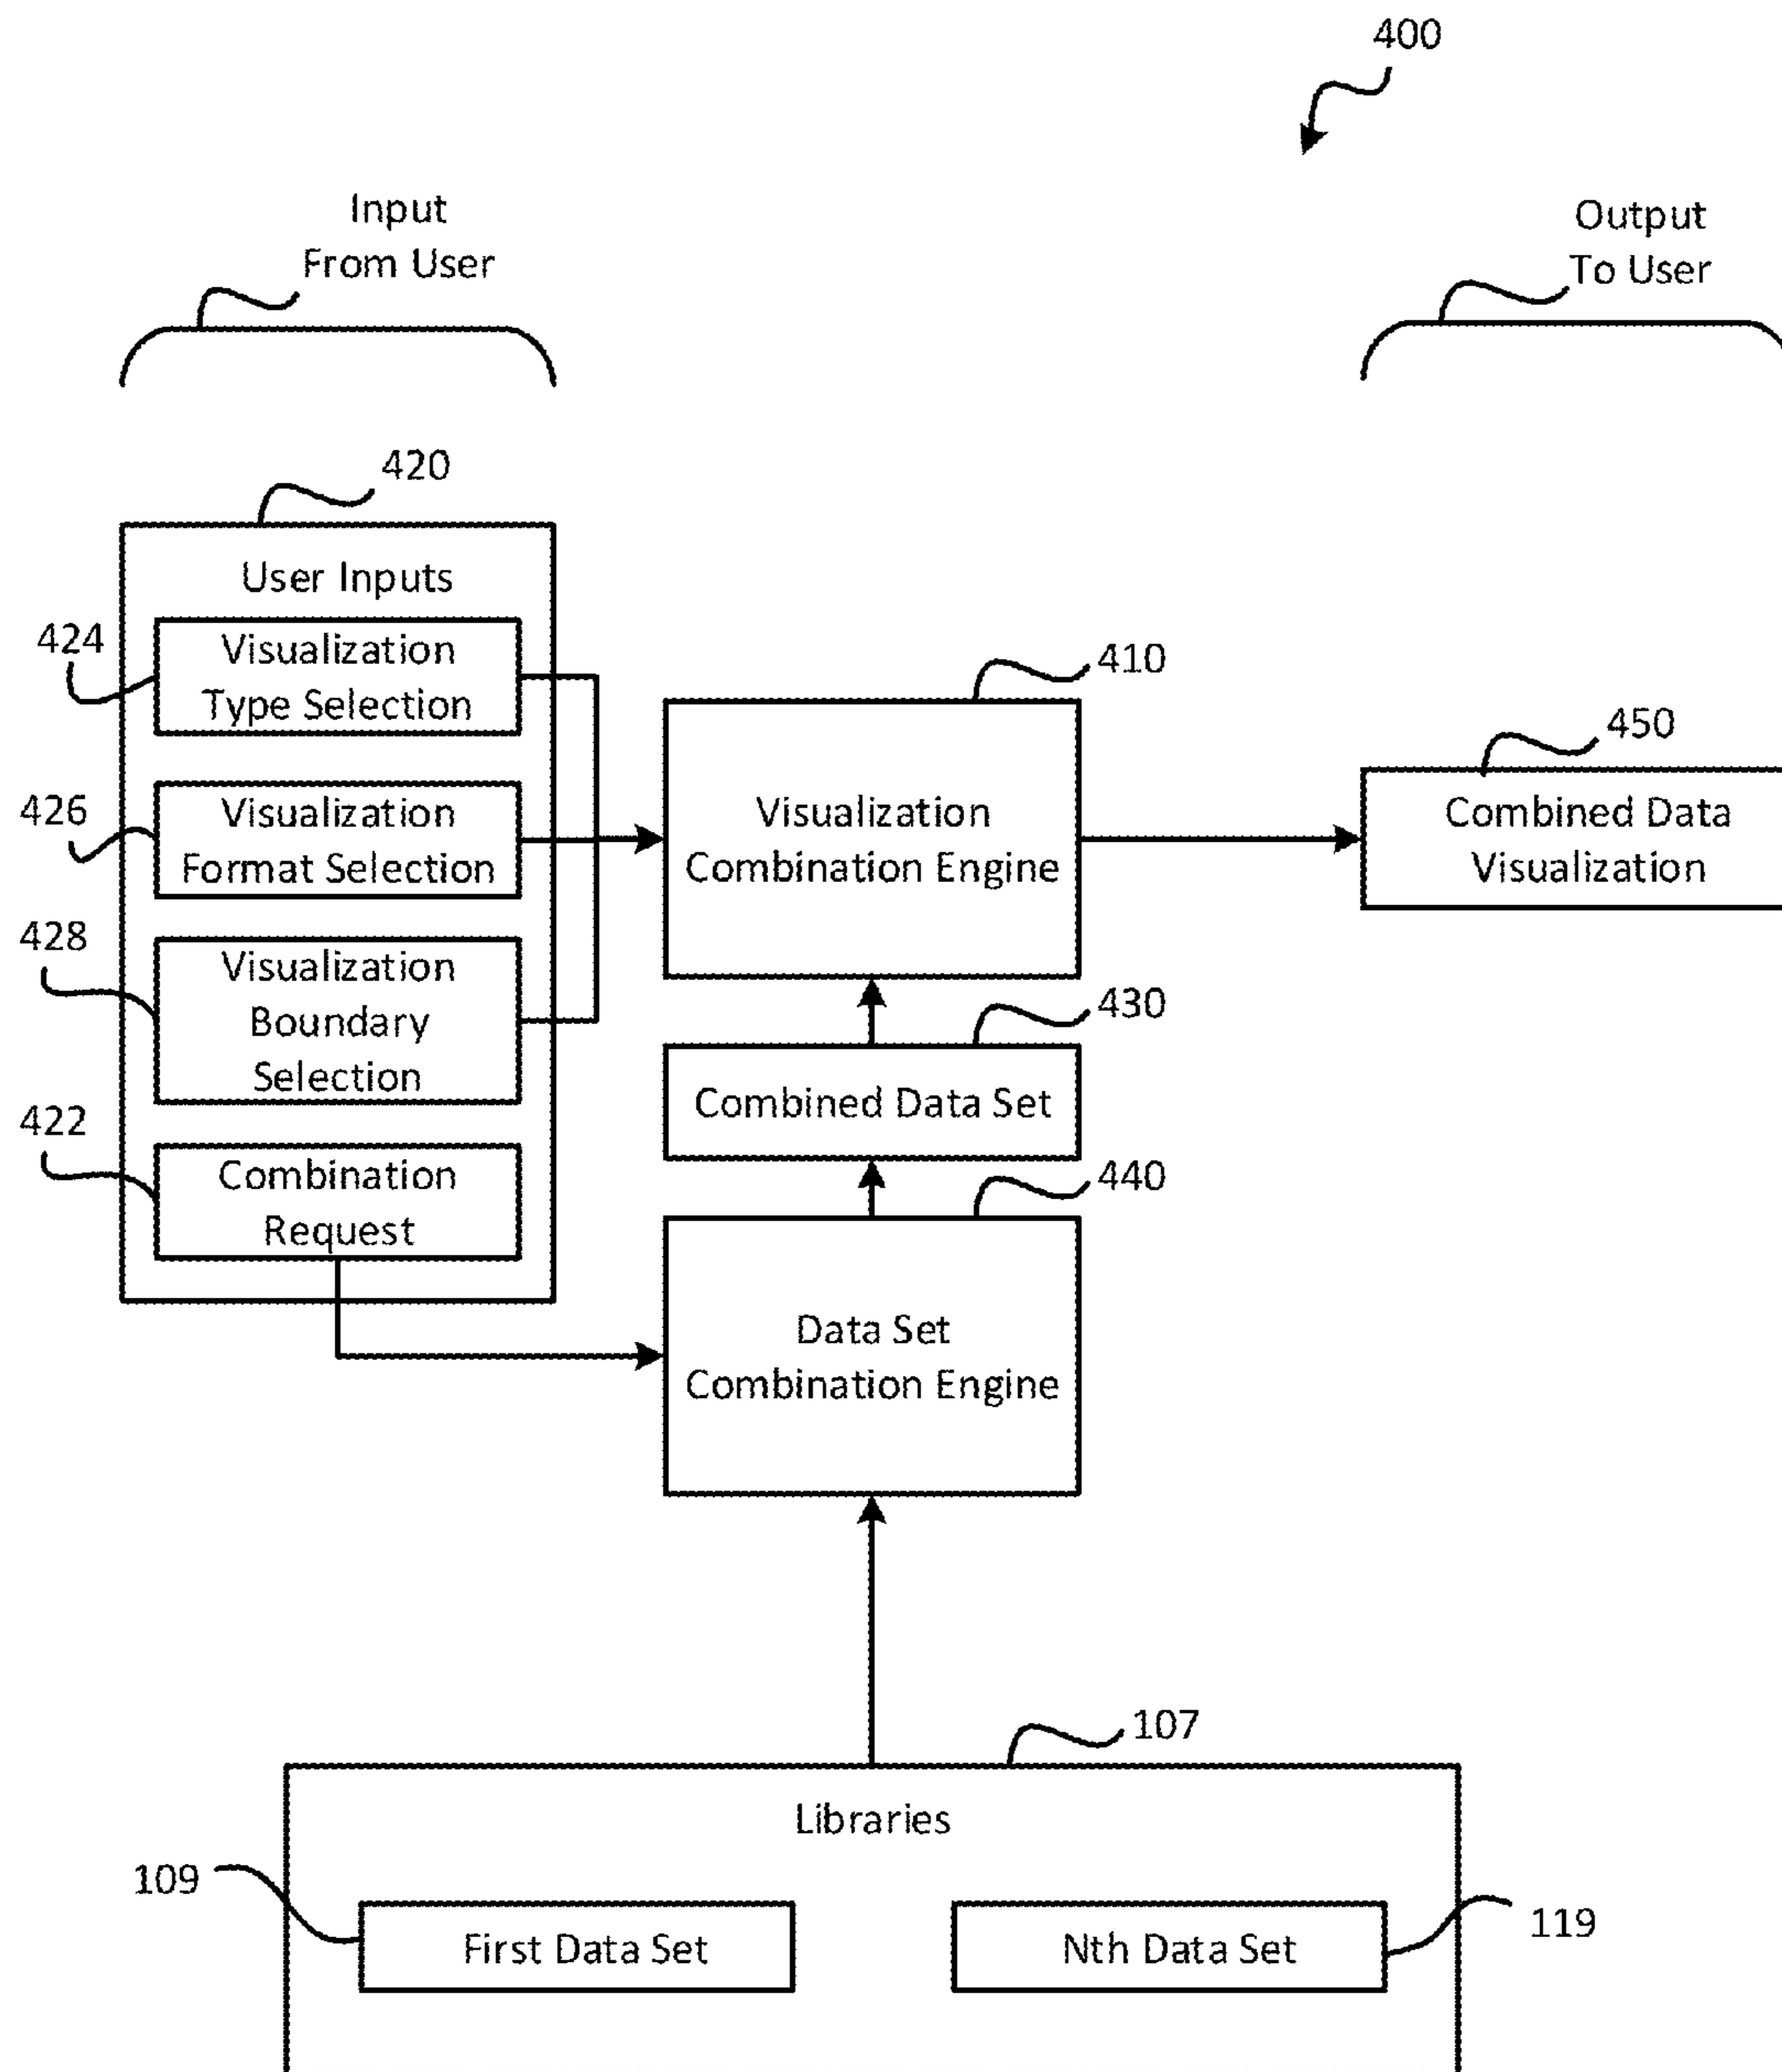 400
Input
From User
Output
To User
420
User Inputs
424
Visualization
Type Selection
426
Visualization
Format Selection
428
Visualization
Boundary
Selection
422
Combination
Request
410
Visualization
Combination Engine
450
Combined Data
Visualization
430
Combined Data Set
440
Data Set
Combination Engine
107
Libraries
109
First Data Set
Nth Data Set
119